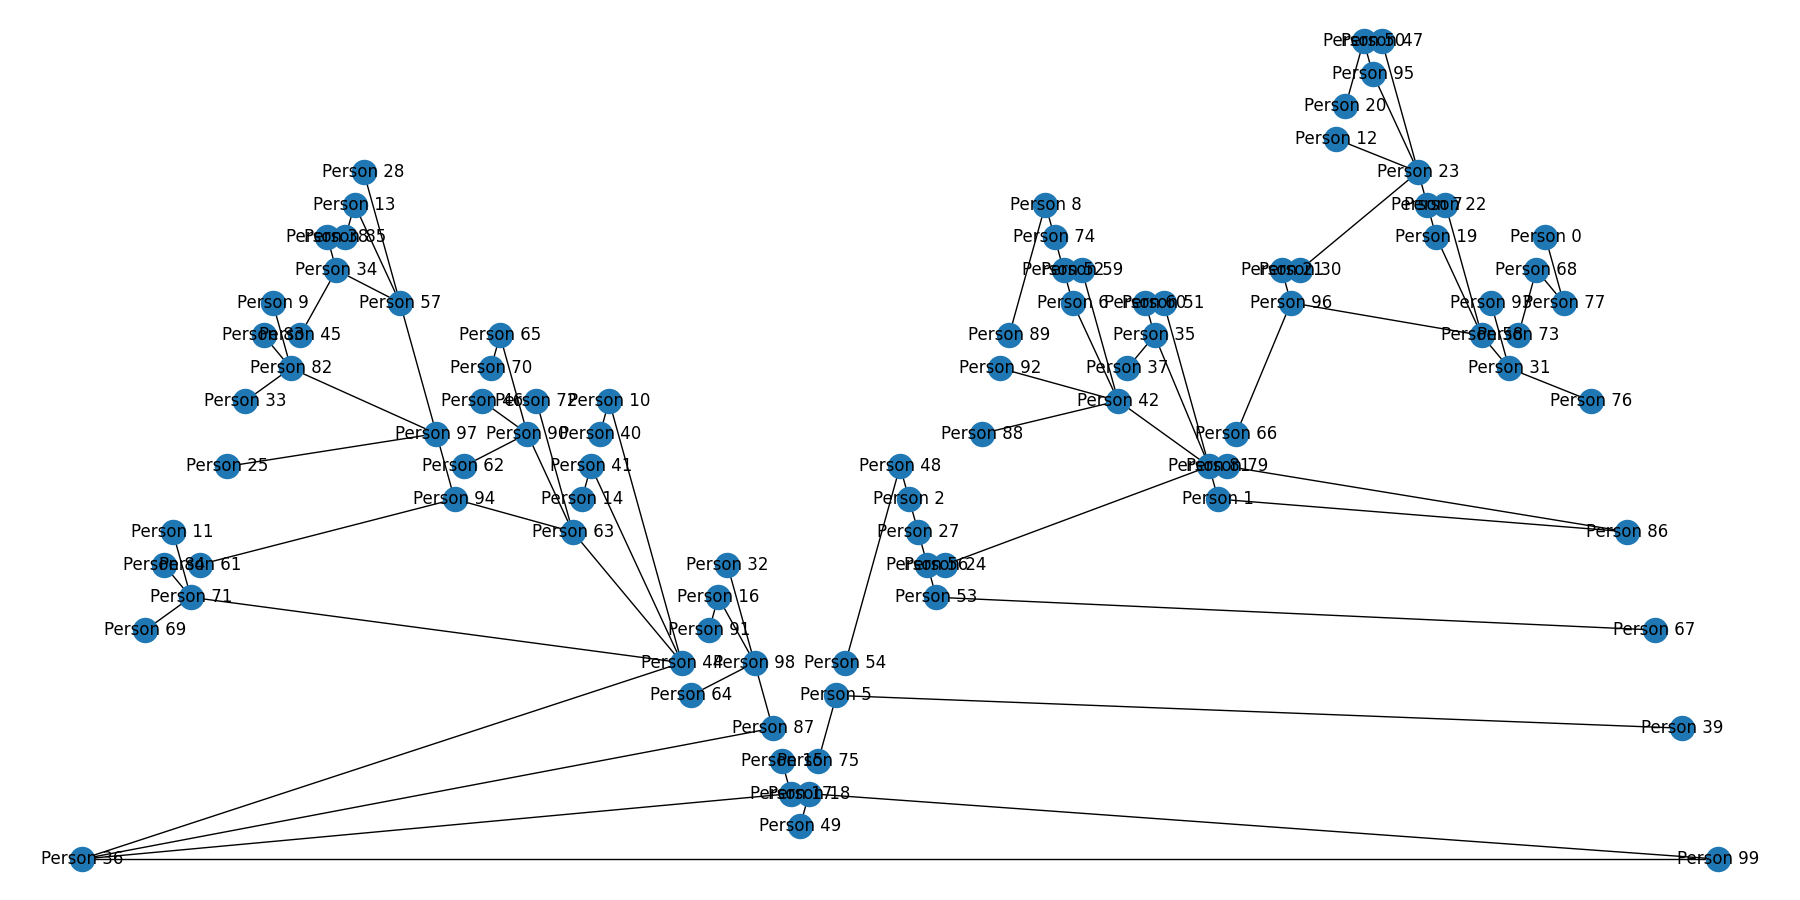 Person 50
Person 47
Person 95
Person 20
Person 12
Person 28
Person 23
Person 13
Person 8
Person 7
Person 22
Person 38
Person 85
Person 74
Person 19
Person 0
Person 34
Person 52
Person 59
Person 21
Person 30
Person 68
Person 9
Person 57
Person 6
Person 60
Person 51
Person 96
Person 93
Person 77
Person 83
Person 45
Person 65
Person 89
Person 35
Person 58
Person 73
Person 82
Person 70
Person 92
Person 37
Person 31
Person 33
Person 46
Person 72
Person 10
Person 42
Person 76
Person 97
Person 90
Person 40
Person 88
Person 66
Person 25
Person 62
Person 41
Person 48
Person 81
Person 79
Person 94
Person 14
Person 2
Person 1
Person 11
Person 63
Person 27
Person 86
Person 84
Person 61
Person 32
Person 56
Person 24
Person 71
Person 16
Person 53
Person 69
Person 91
Person 67
Person 44
Person 98
Person 54
Person 64
Person 5
Person 87
Person 39
Person 15
Person 75
Person 17
Person 18
Person 49
Person 36
Person 99